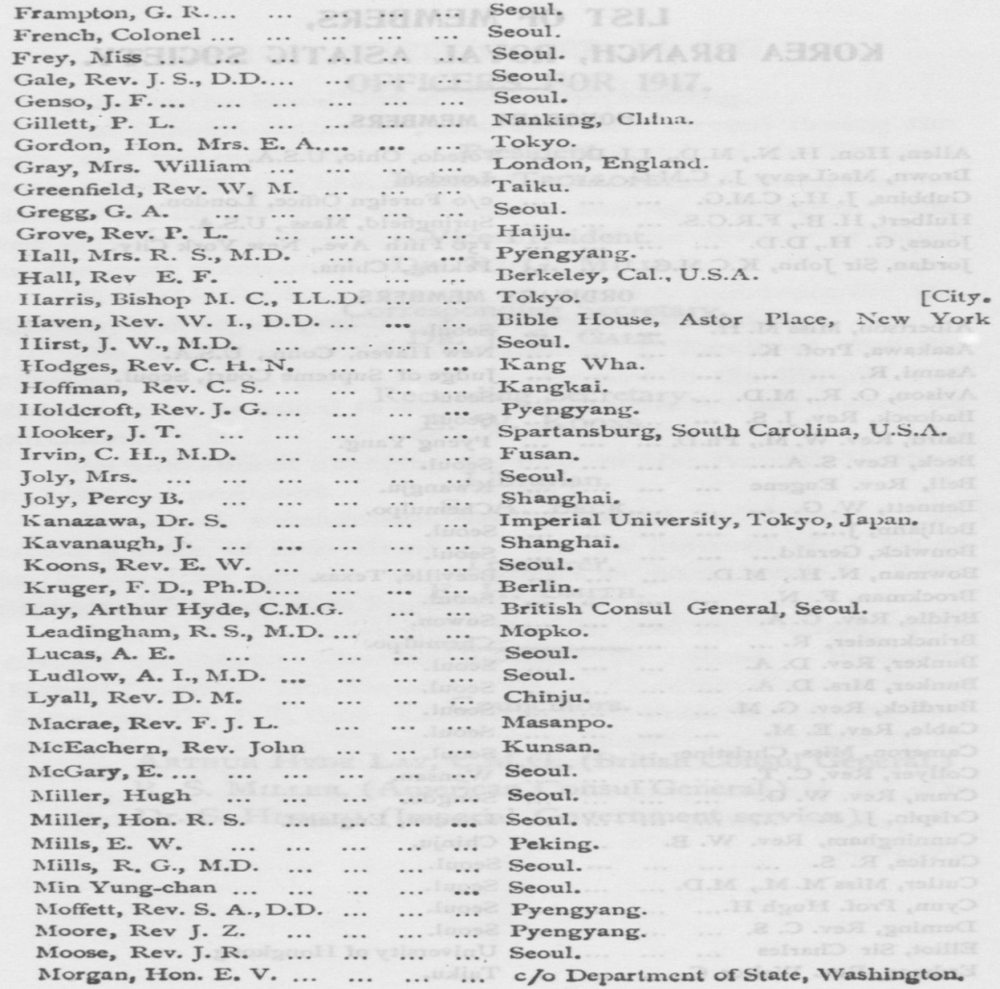 Frampton, G. R.... ... ... ... ... Seoul.
French, Colonel ... ... ... ... ... Seoul.
Frey, Miss ... ... ... ... ... ... Seoul.
Gale, Rev. J. S., D.D.... ... ... ... Seoul.
Genso, J. F.... ... ... ... ... ... Seoul.
Gillett, P. L. ... ... ... ... ... Nanking, China.
Gordon, Hon. Mrs. E. A. ... ... ... Tokyo.
Gray, Mrs. William ... ... ... ... London, England.
Greenfield, Rev. W. M. ... ... ... Taiku.
Gregg, G. A. ... ... ... ... ... Seoul.
Grove, Rev. P. L. ... ... ... ... Haiju.
Hall, Mrs. R. S., M.D. ... ... ... Pyengyang.
Hall, Rev E. F. ... ... ... ... Berkeley, Cal., U.S.A.
Harris, Bishop M. C., LL.D. ... ... Tokyo. [City.
Haven, Rev. W. I., D.D. ... ... ... Bible House, Astor Place, New York
Hirst, J. W., M.D. ... ... ... ... Seoul.
Hodges, Rev. C. H. N. ... ... ... Kang Wha.
Hoffman, Rev. C. S. ... ... ... ... Kangkai.
Holdcroft, Rev. J. G. ... ... ... Pyengyang.
Hooker, J. T. ... ... ... ... ... Spartansburg, South Carolina, U.S.A.
Irvin, C. H., M.D. ... ... ... ... Fusan.
Joly, Mrs. ... ... ... ... ... ... Seoul.
Joly, Percy B. ... ... ... ... ... Shanghai.
Kanazawa, Dr. S. ... ... ... ... Imperial University, Tokyo, Japan.
Kavanaugh, J. ... ... ... ... ... Shanghai.
Koons, Rev. E. W. ... ... ... ... Seoul.
Kruger, F. D., Ph.D. ... ... ... ... Berlin.
Lay, Arthur Hyde, C.M.G. ... ... British Consul General, Seoul.
Leadingham, R. S., M.D. ... ... ... Mopko.
Lucas, A. E. ... ... ... ... ... Seoul.
Ludlow, A. I., M.D. ... ... ... ... Seoul.
Lyall, Rev. D. M. ... ... ... ... Chinju.
Macrae, Rev. F. J. L. ... ... ... Masanpo.
McEachern, Rev. John ... ... ... Kunsan.
McGary, E. ... ... ... ... ... ... Seoul.
Miller, Hugh ... ... ... ... ... Seoul.
Miller, Hon. R. S. ... ... ... ... Seoul.
Mills, E. W. ... ... ... ... ... Peking.
Mills, R. G., M.D. ... ... ... ... Seoul.
Min Yung-chan ... ... ... ... Seoul.
Moffett, Rev. S. A., D.D. ... ... ... Pyengyang.
Moore, Rev J. Z. ... ... ... ... Pyengyang.
Moose, Rev. J. R. ... ... ... ... Seoul.
Morgan, Hon. E. V. ... ... ... ... c/o Department of State, Washington.